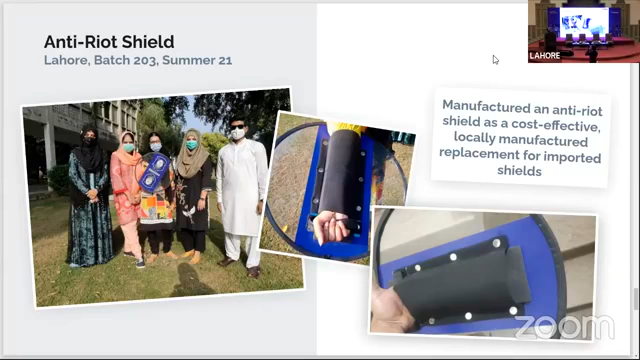 Anti-Riot Shield
Lahore, Batch 203, Summer 21
LAHORE
Manufactured an anti-riot
shield as a cost-effective,
locally manufactured
replacement for imported
shields
zoom